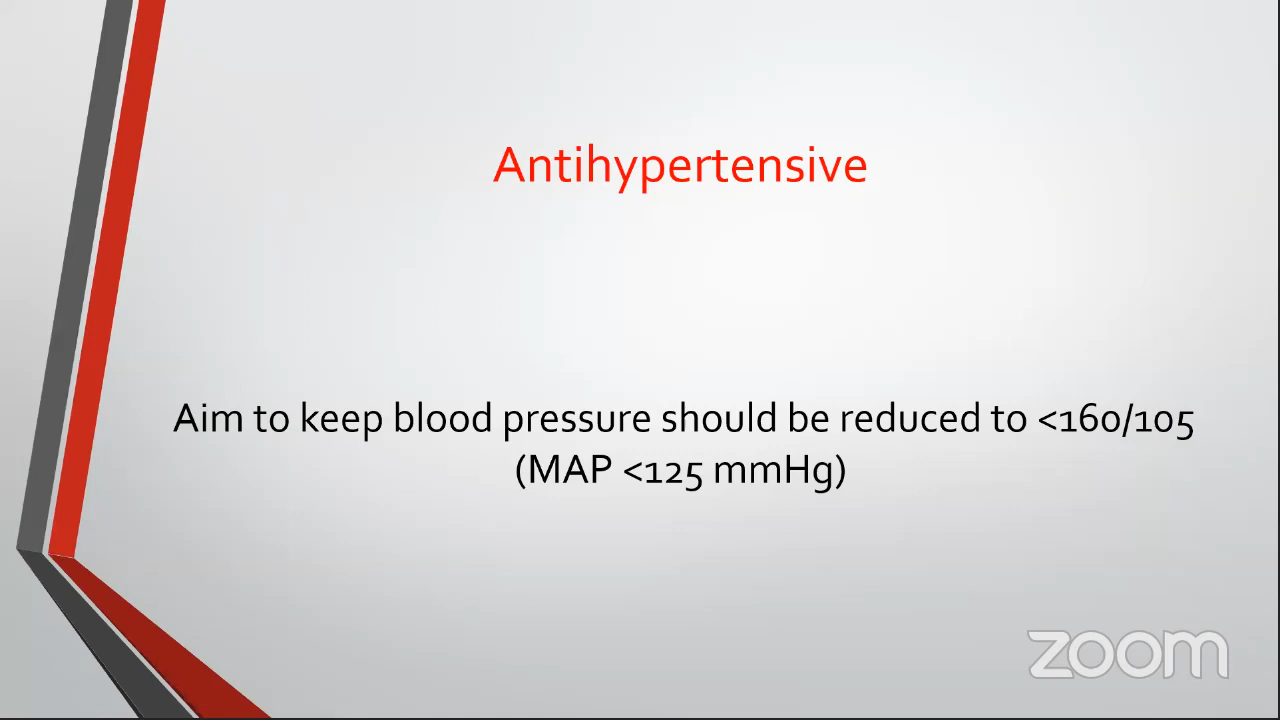 Antihypertensive
Aim to keep blood pressure should be reduced to <160/105
(MAP <125 mmHg)
zoom